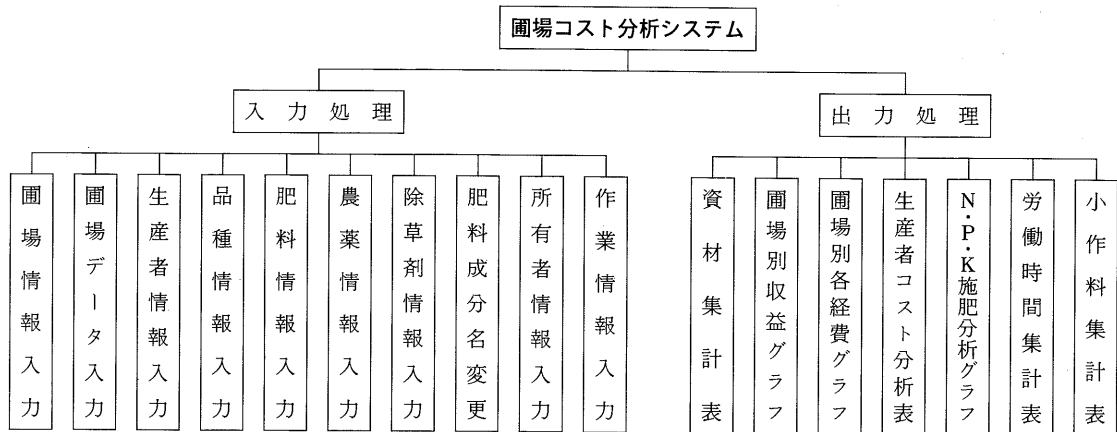 圃場コスト分析システム
入力処理
出力処理
圃場情報入力
圃場データ入力
生産者情報入力
品種情報入力
肥料情報入力
農薬情報入力
除草剤情報入力
肥料成分名変更
所有者情報入力
作業情報入力
資材集計表
圃場別収益グラフ
圃場別各経費グラフ
生産者コスト分析表
N・P・K施肥分析グラフ
労働時間集計表
小作料集計表